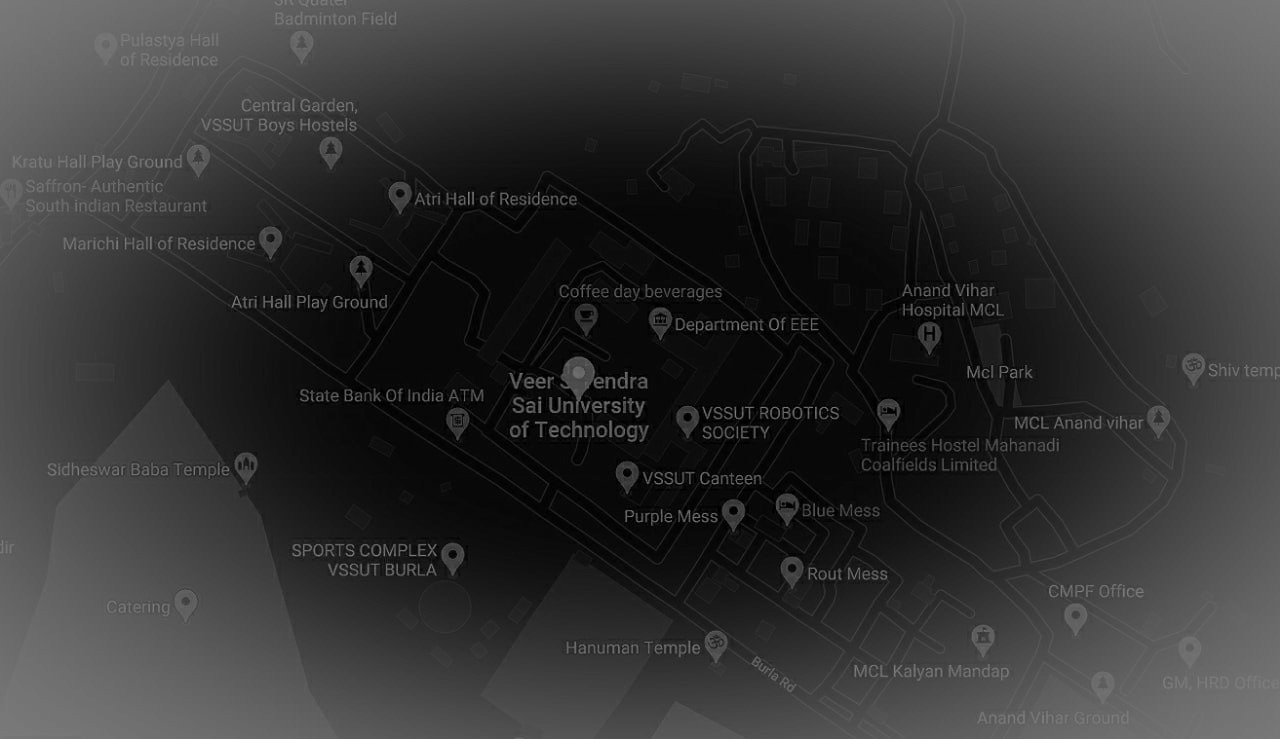 JR Quater
Badminton Field
Pulastya Hall
of Residence
Central Garden,
VSSUT Boys Hostels
Kratu Hall Play Ground
Saffron- Authentic
South Indian Restaurant
Atri Hall of Residence
Marichi Hall of Residence
Atri Hall Play Ground
Coffee day beverages
Department Of EEE
Anand Vihar
Hospital MCL
Mcl Park
Shiv temp
State Bank Of India ATM
Veer Surendra
Sai University
of Technology
VSSUT ROBOTICS
SOCIETY
MCL Anand vihar
Trainees Hostel Mahanadi
Coalfields Limited
Sidheswar Baba Temple
VSSUT Canteen
Purple Mess
Blue Mess
dir
SPORTS COMPLEX
VSSUT BURLA
Rout Mess
Catering
CMPF Office
Hanuman Temple
Burla Rd
MCL Kalyan Mandap
GM, HRD Office
Anand Vihar Ground